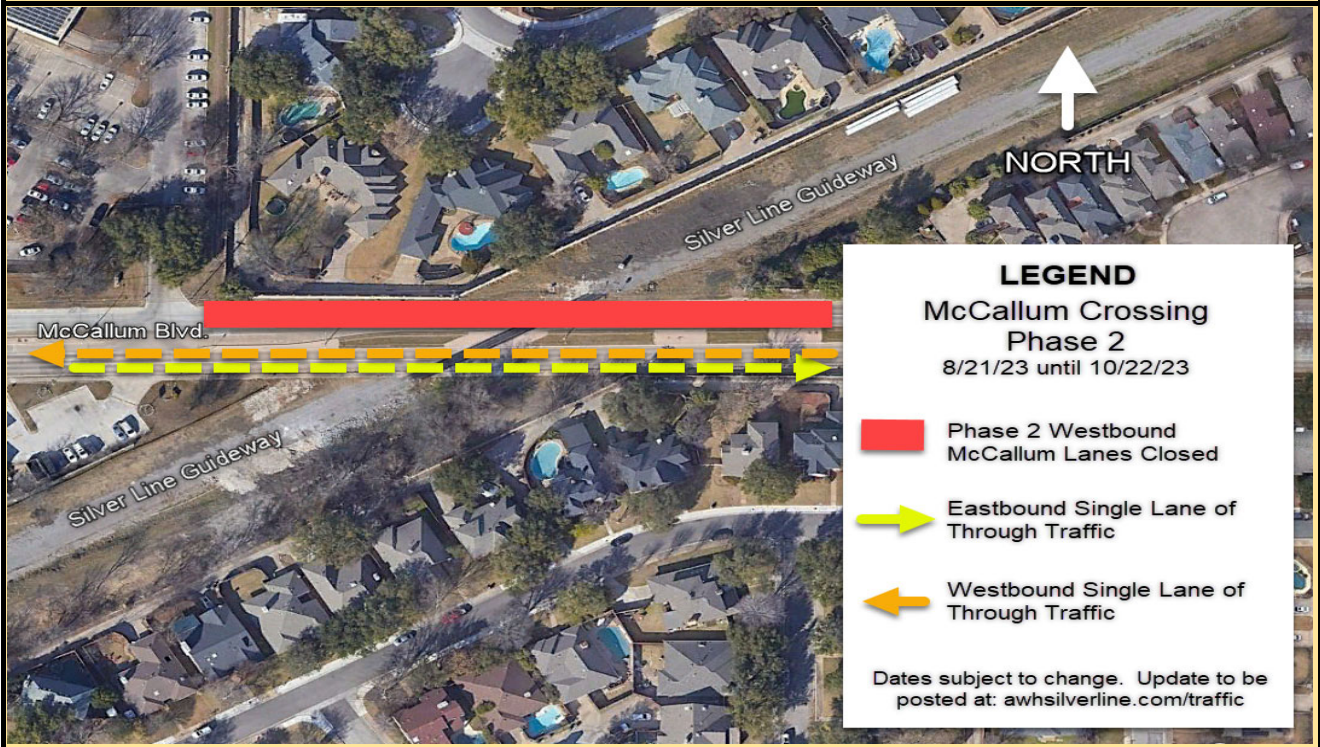 NORTH
Silver Line Guideway
McCallum Blvd.
Silver Line Guideway
LEGEND
McCallum Crossing
Phase 2
8/21/23 until 10/22/23
Phase 2 Westbound
McCallum Lanes Closed
Eastbound Single Lane of
Through Traffic
Westbound Single Lane of
Through Traffic
Dates subject to change.  Update to be
posted at: awhsilverline.com/traffic